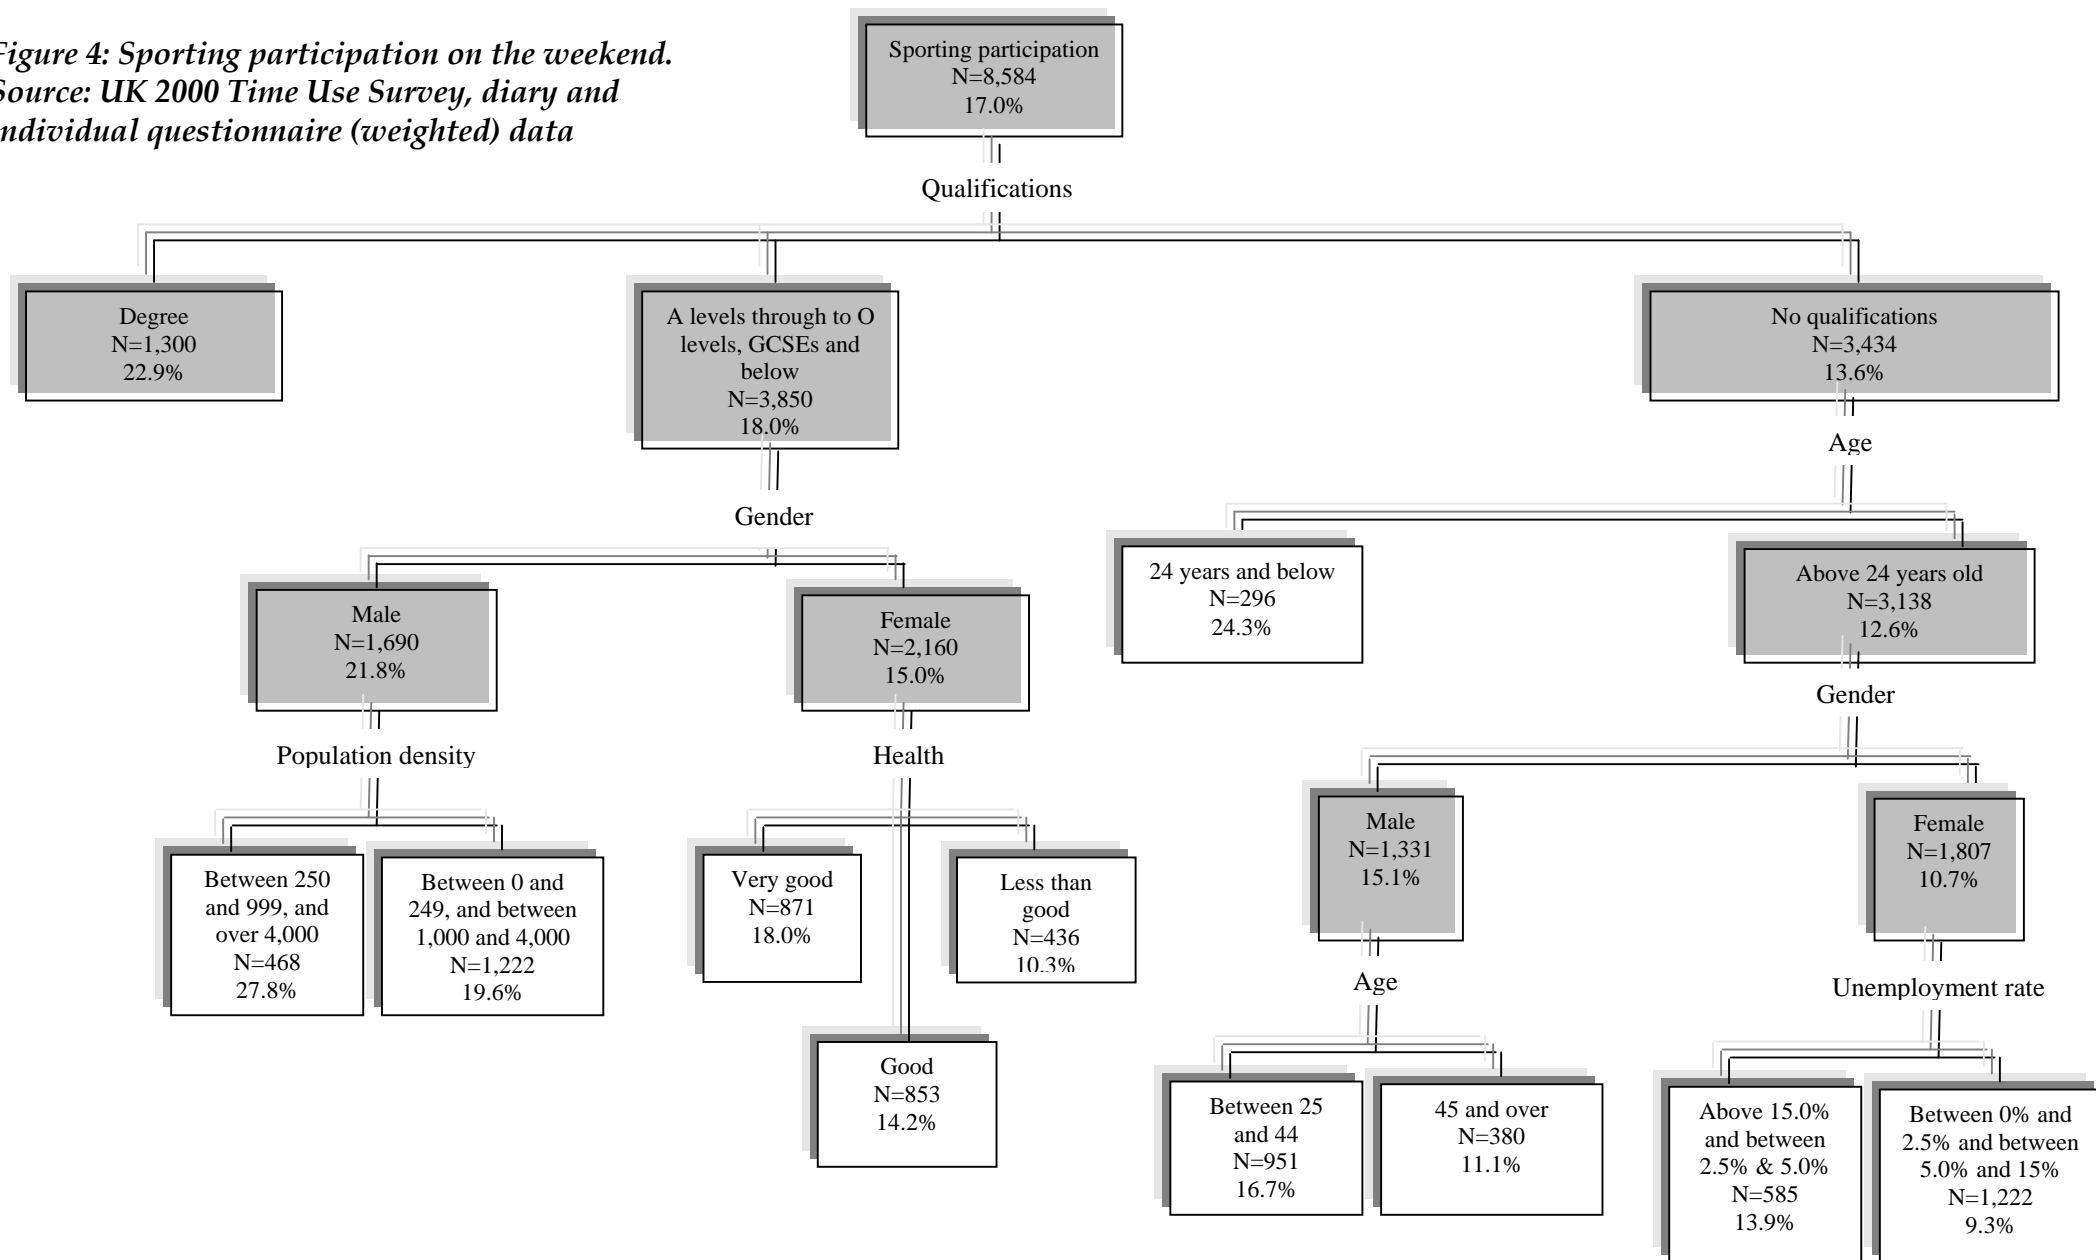 Figure 4: Sporting participation on the weekend.
Source: UK 2000 Time Use Survey, diary and
individual questionnaire (weighted) data
Sporting participation
N=8,584
17.0%
Qualifications
Degree
N=1,300
22.9%
A levels through to O
levels, GCSEs and
below
N=3,850
18.0%
No qualifications
N=3,434
13.6%
Age
Gender
24 years and below
N=296
24.3%
Above 24 years old
N=3,138
12.6%
Male
N=1,690
21.8%
Female
N=2,160
15.0%
Gender
Population density
Health
Male
N=1,331
15.1%
Female
N=1,807
10.7%
Between 250
and 999, and
over 4,000
N=468
27.8%
Between 0 and
249, and between
1,000 and 4,000
N=1,222
19.6%
Very good
N=871
18.0%
Less than
good
N=436
10.3%
Age
Unemployment rate
Good
N=853
14.2%
Between 25
and 44
N=951
16.7%
45 and over
N=380
11.1%
Above 15.0%
and between
2.5% & 5.0%
N=585
13.9%
Between 0% and
2.5% and between
5.0% and 15%
N=1,222
9.3%